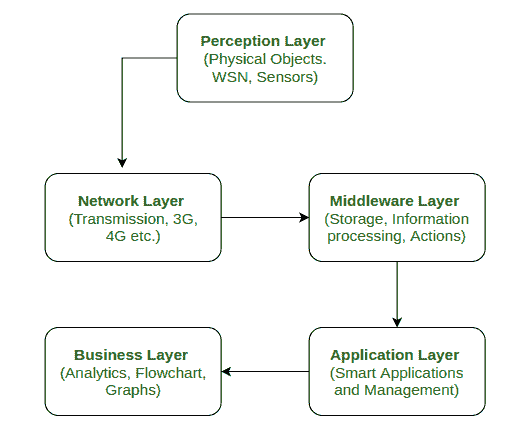 Perception Layer
(Physical Objects.
WSN, Sensors)
Network Layer
(Transmission, 3G,
4G etc.)
Middleware Layer
(Storage, Information
processing, Actions)
Business Layer
(Analytics, Flowchart,
Graphs)
Application Layer
(Smart Applications
and Management)